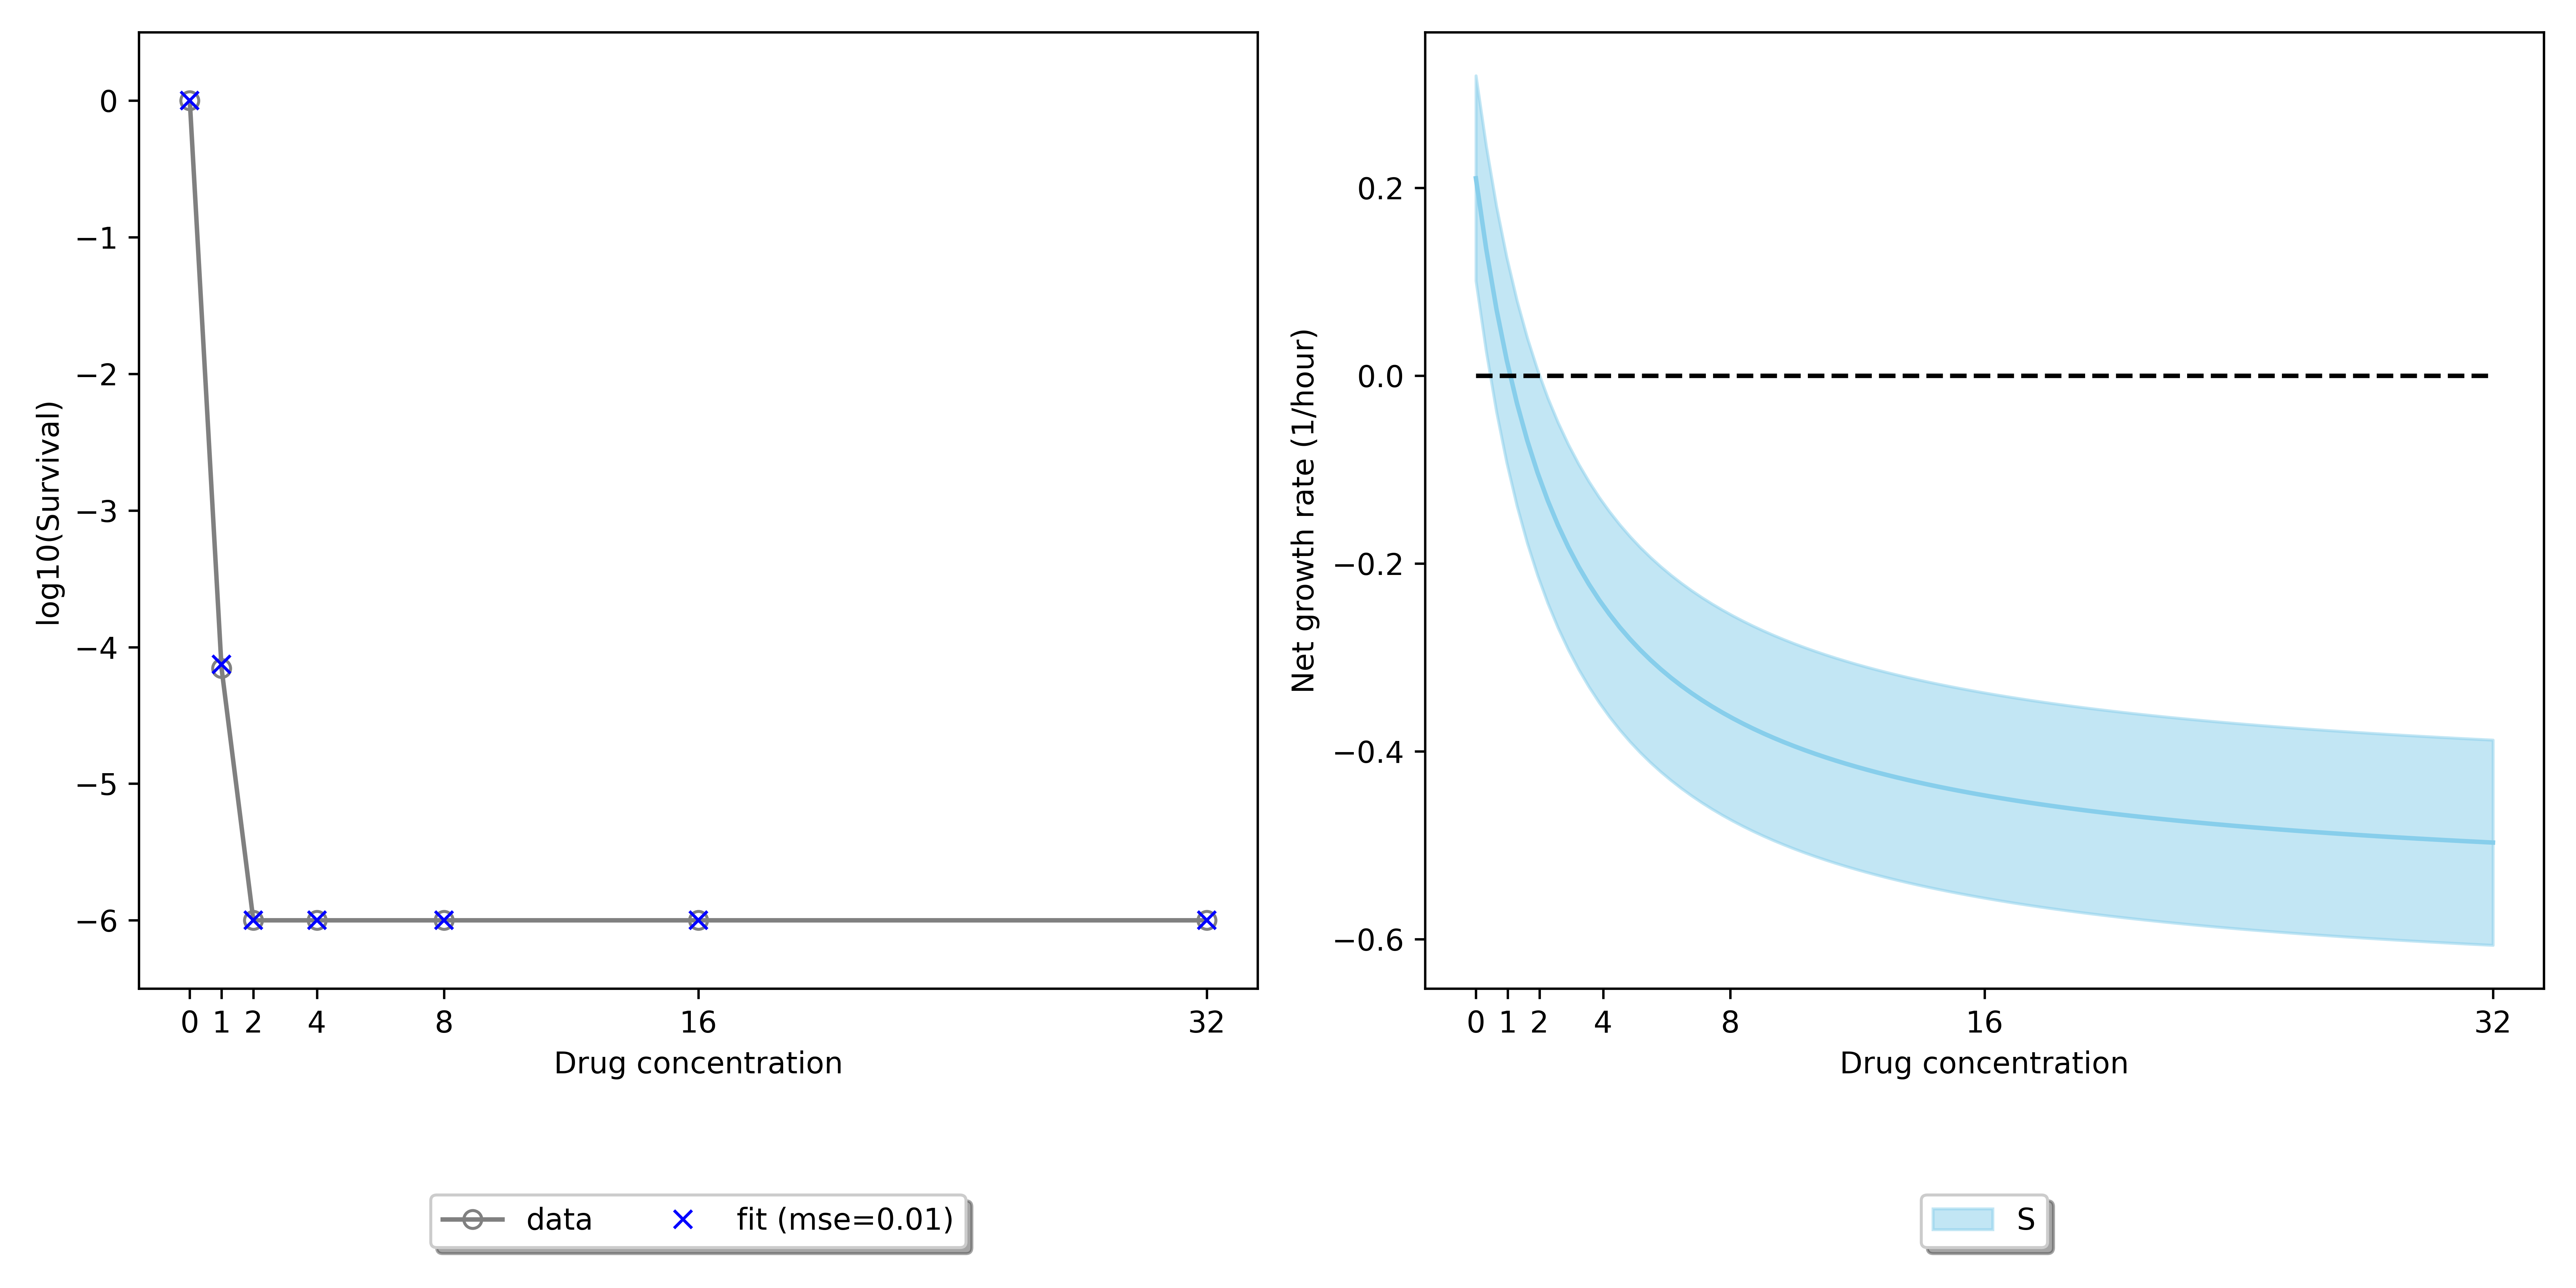 0
−1
−2
−3
−4
−5
−6
log10(Survival)
0 1 2 4 8 16 32
Drug concentration
data fit (mse=0.01)
0.2
0.0
−0.2
−0.4
−0.6
Net growth rate (1/hour)
0 1 2 4 8 16 32
Drug concentration
S